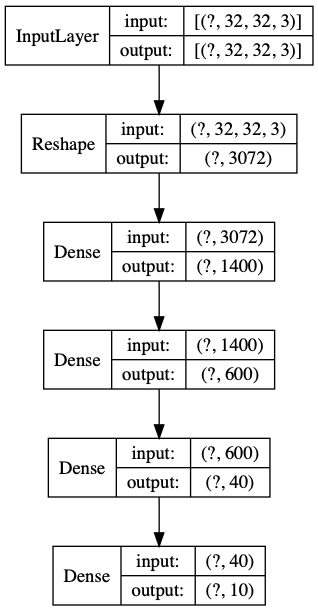 InputLayer
input: [(?, 32, 32, 3)]
output: [(?, 32, 32, 3)]
Reshape
input: (?, 32, 32, 3)
output: (?, 3072)
Dense
input: (?, 3072)
output: (?, 1400)
Dense
input: (?, 1400)
output: (?, 600)
Dense
input: (?, 600)
output: (?, 40)
Dense
input: (?, 40)
output: (?, 10)